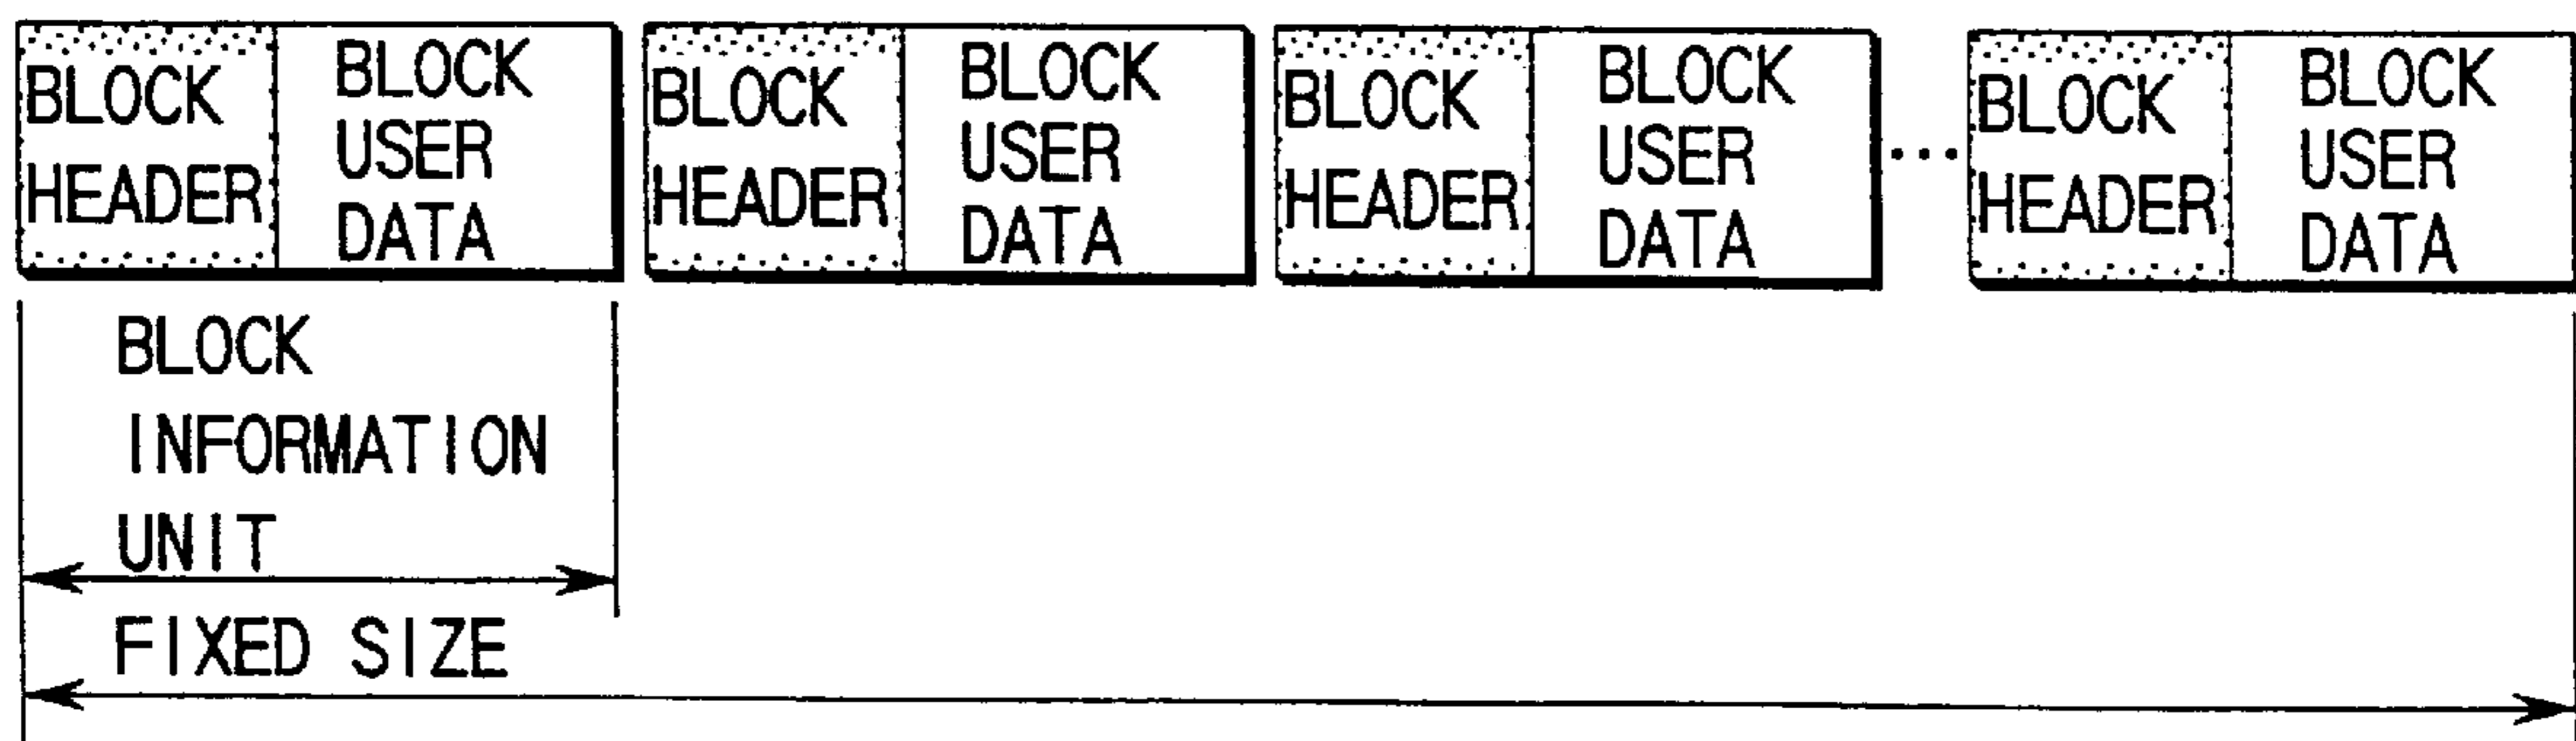 BLOCK
HEADER
BLOCK
USER
DATA
BLOCK
HEADER
BLOCK
USER
DATA
BLOCK
HEADER
BLOCK
USER
DATA
...
BLOCK
HEADER
BLOCK
USER
DATA
BLOCK
INFORMATION
UNIT
FIXED SIZE